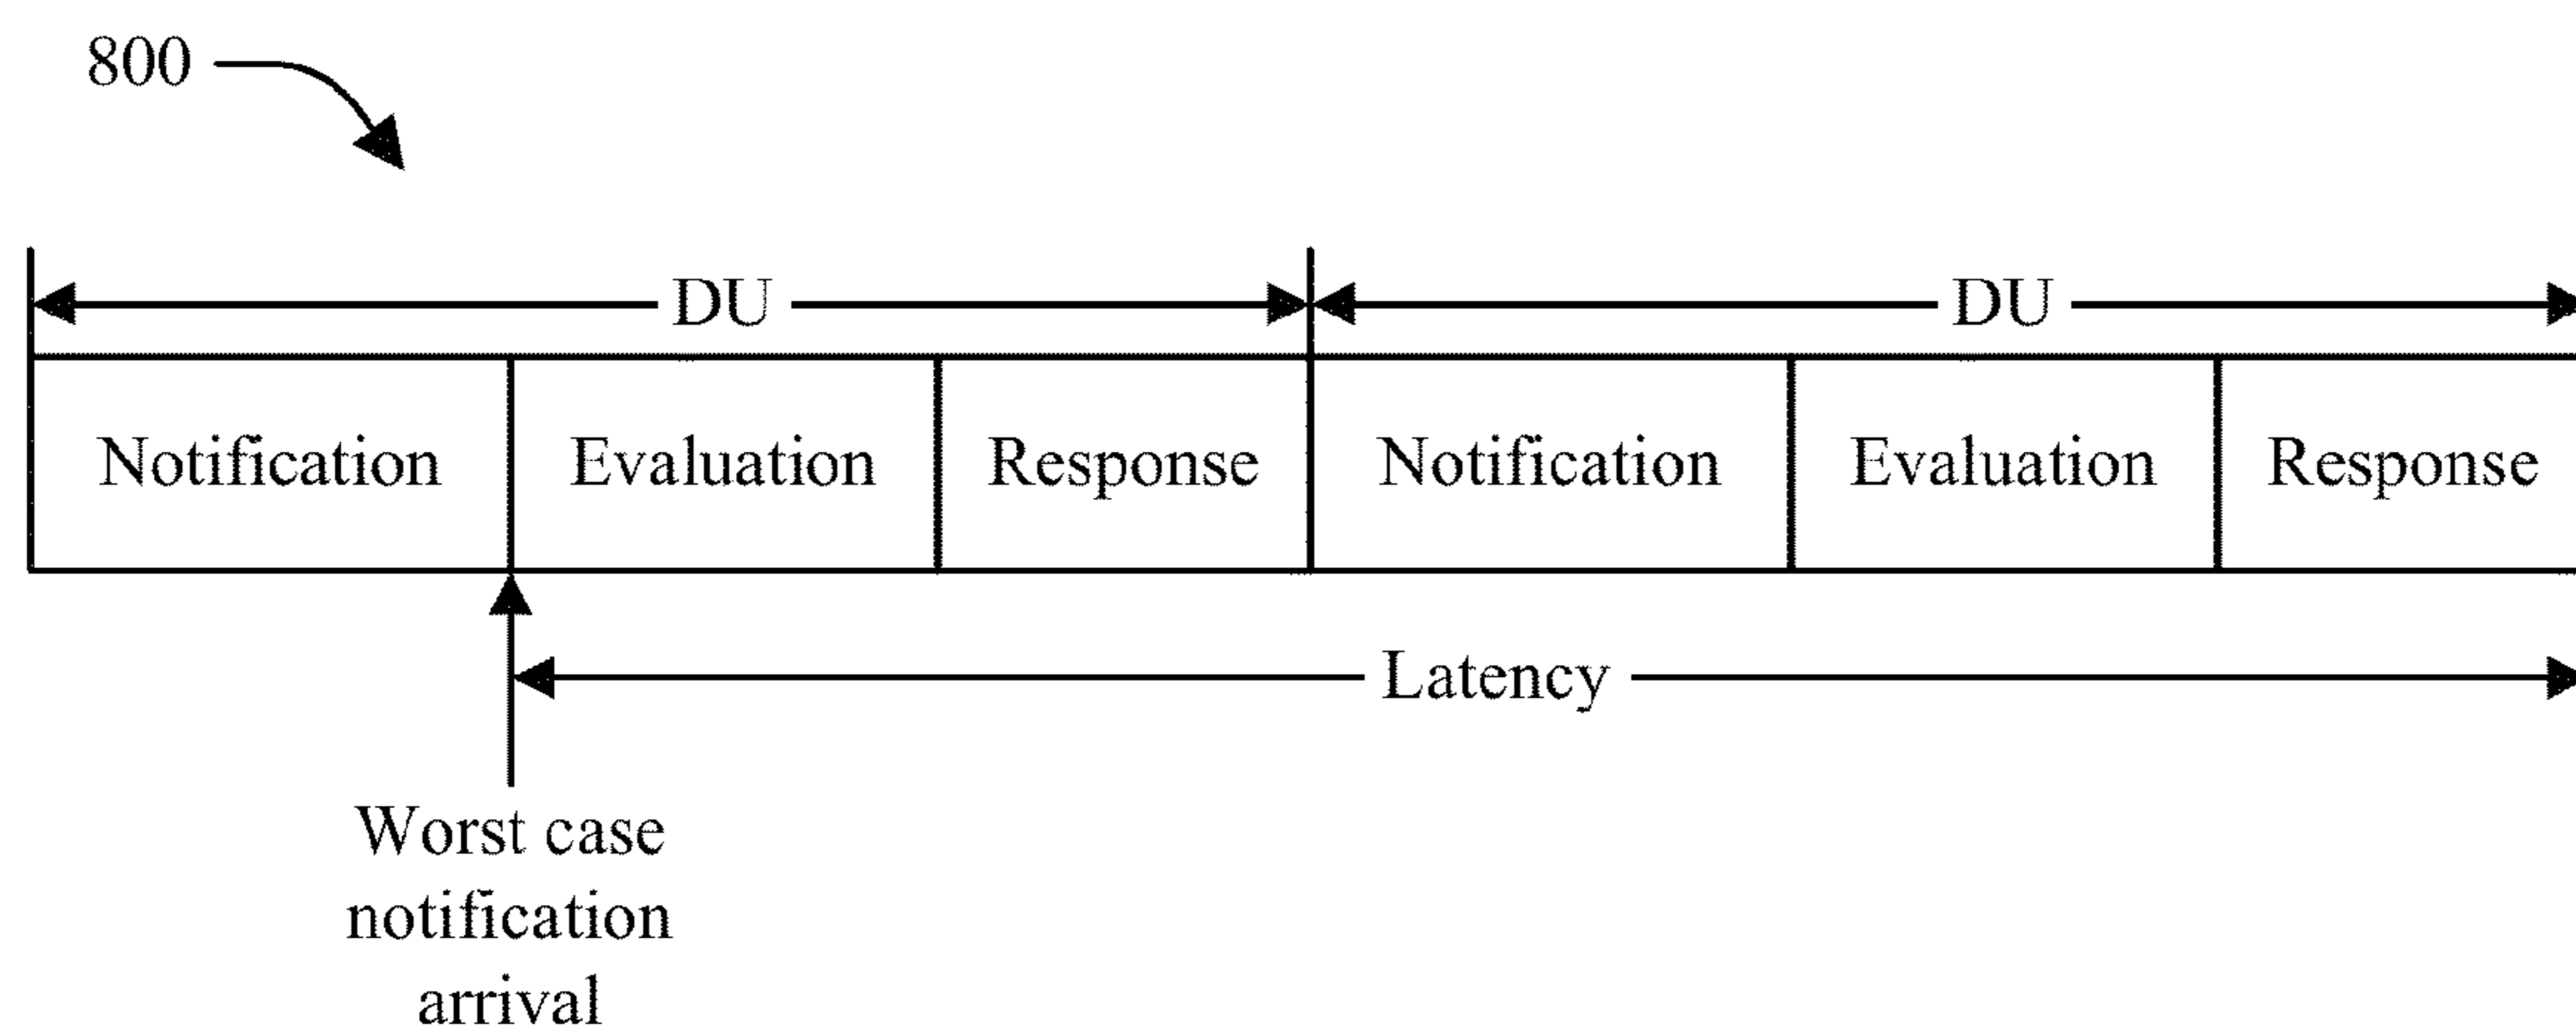 800
DU DU
Notification Evaluation Response Notification Evaluation Response
Latency
Worst case
notification
arrival